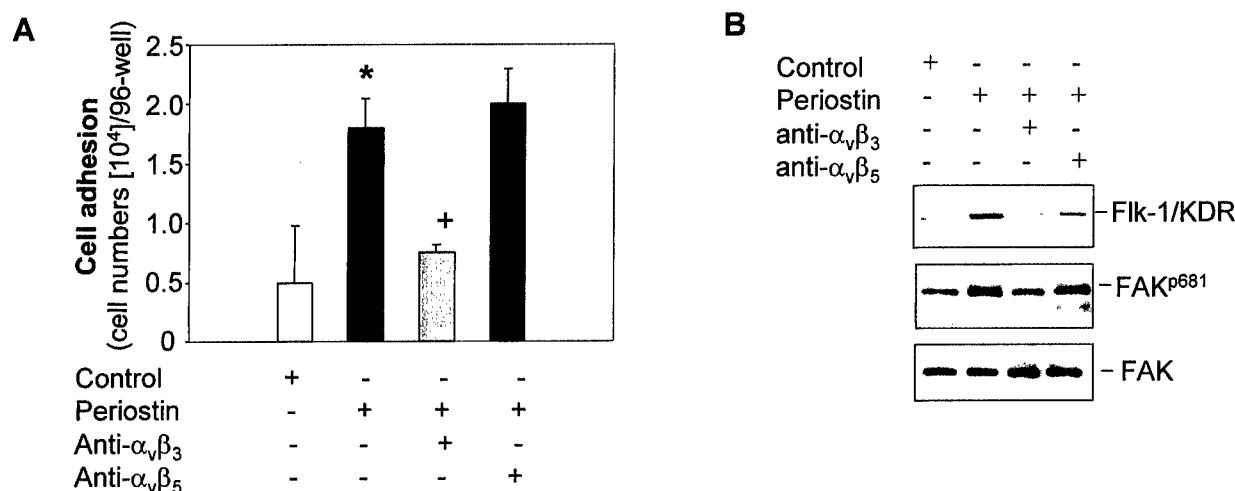 A
Cell adhesion
(cell numbers [10⁴]/96-well)
2.5
2.0
1.5
1.0
0.5
0
*
+
Control + - - -
Periostin - + + +
Anti-αᵥβ₃ - - + -
Anti-αᵥβ₅ - - - +
B
Control + - - -
Periostin - + + +
anti-αᵥβ₃ - - + -
anti-αᵥβ₅ - - - +
Flk-1/KDR
FAKᵖ⁶⁸¹
FAK